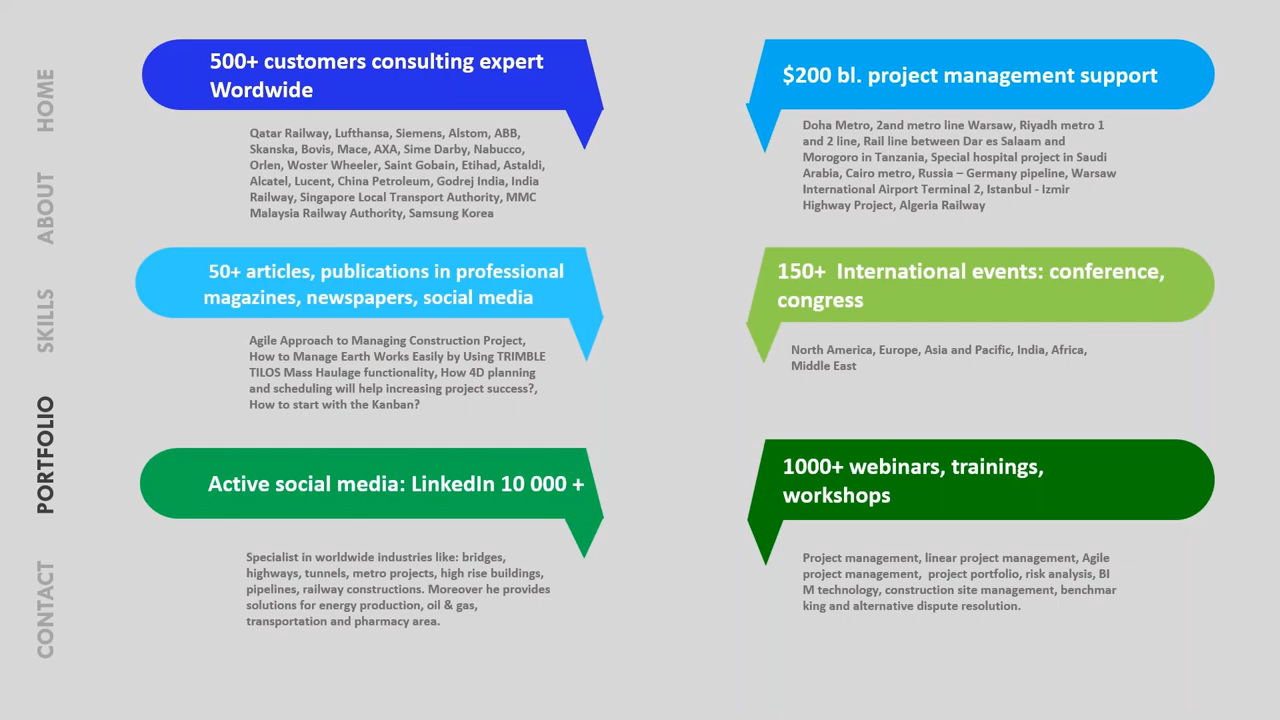 HOME
ABOUT
SKILLS
PORTFOLIO
CONTACT
500+ customers consulting expert
Wordwide
Qatar Railway, Lufthansa, Siemens, Alstom, ABB,
Skanska, Bovis, Mace, AXA, Sime Darby, Nabucco,
Orlen, Woster Wheeler, Saint Gobain, Etihad, Astaldi,
Alcatel, Lucent, China Petroleum, Godrej India, India
Railway, Singapore Local Transport Authority, MMC
Malaysia Railway Authority, Samsung Korea
$200 bl. project management support
Doha Metro, 2and metro line Warsaw, Riyadh metro 1
and 2 line, Rail line between Dar es Salaam and
Morogoro in Tanzania, Special hospital project in Saudi
Arabia, Cairo metro, Russia – Germany pipeline, Warsaw
International Airport Terminal 2, Istanbul - Izmir
Highway Project, Algeria Railway
50+ articles, publications in professional
magazines, newspapers, social media
Agile Approach to Managing Construction Project,
How to Manage Earth Works Easily by Using TRIMBLE
TILOS Mass Haulage functionality, How 4D planning
and scheduling will help increasing project success?,
How to start with the Kanban?
150+  International events: conference,
congress
North America, Europe, Asia and Pacific, India, Africa,
Middle East
Active social media: LinkedIn 10 000 +
Specialist in worldwide industries like: bridges,
highways, tunnels, metro projects, high rise buildings,
pipelines, railway constructions. Moreover he provides
solutions for energy production, oil & gas,
transportation and pharmacy area.
1000+ webinars, trainings,
workshops
Project management, linear project management, Agile
project management,  project portfolio, risk analysis, BI
M technology, construction site management, benchmar
king and alternative dispute resolution.